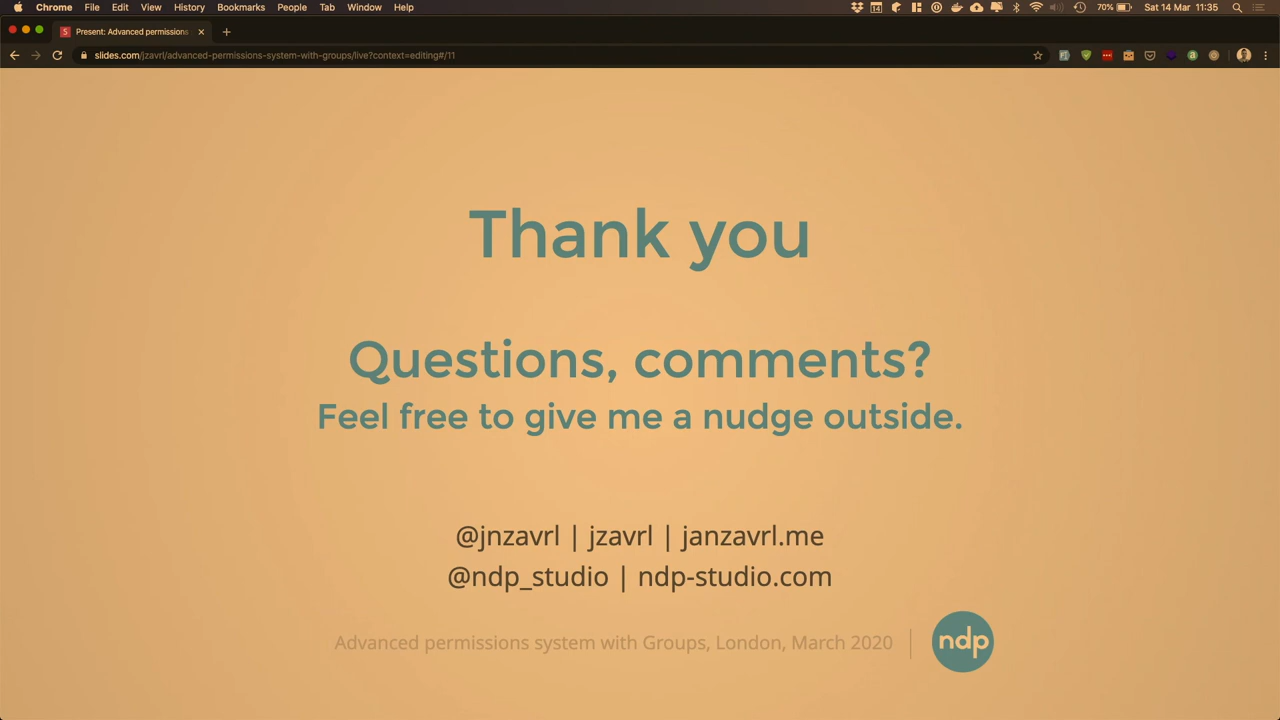 Chrome File Edit View History Bookmarks People Tab Window Help 70% Sat 14 Mar 11:35
Present: Advanced permissions
slides.com/jzavrl/advanced-permissions-system-with-groups/live?context=editing#/11
Thank you
Questions, comments?
Feel free to give me a nudge outside.
@jnzavrl | jzavrl | janzavrl.me
@ndp_studio | ndp-studio.com
Advanced permissions system with Groups, London, March 2020 | ndp